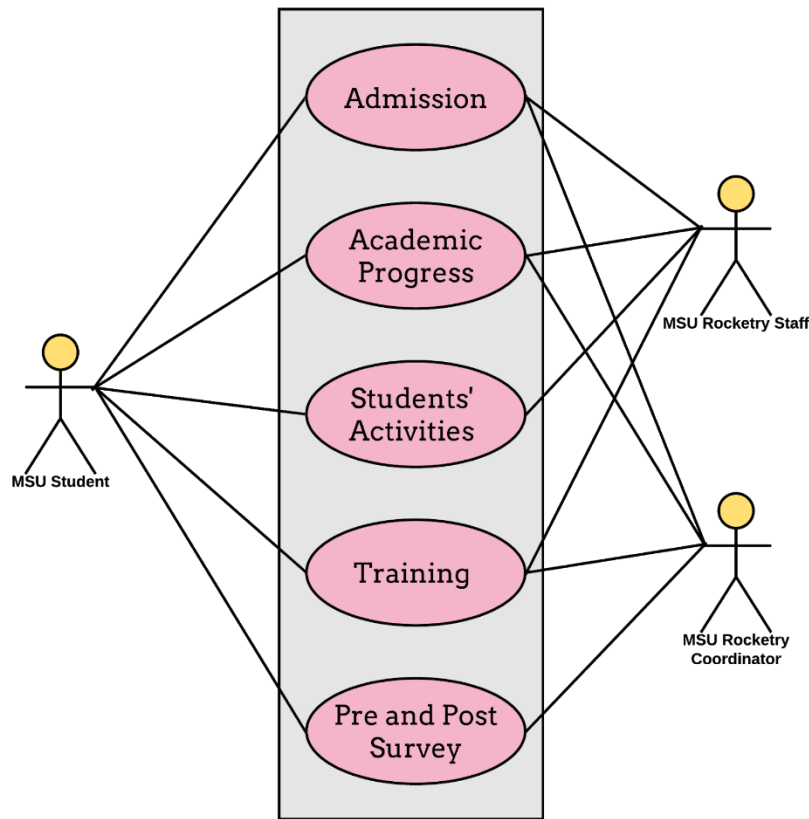 Admission
Academic
Progress
MSU Rocketry Staff
Students'
Activities
MSU Student
Training
MSU Rocketry
Coordinator
Pre and Post
Survey